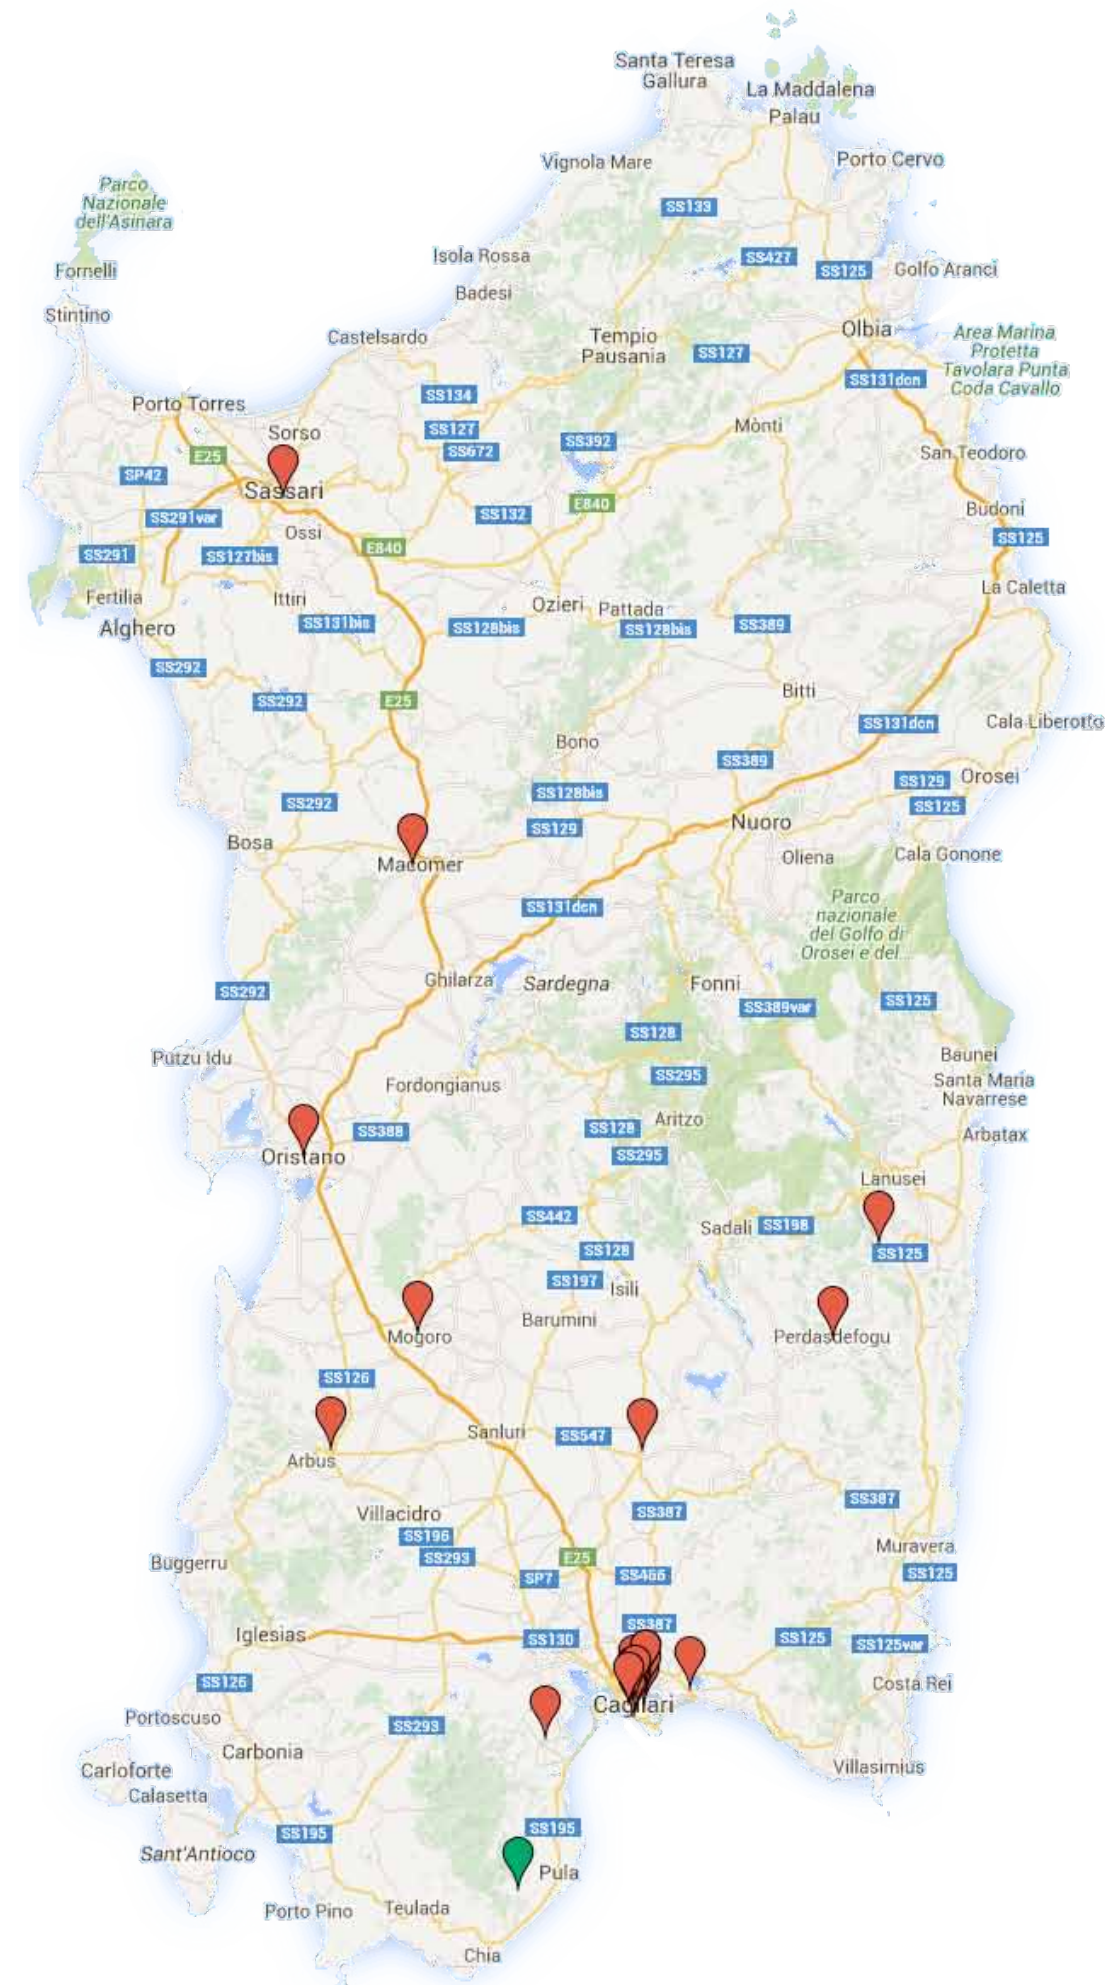 Santa Teresa
Gallura
La Maddalena
Palau
Vignola Mare
Porto Cervo
Parco
Nazionale
dell'Asinara
SS133
Isola Rossa
SS427
SS125
Golfo Aranci
Fornelli
Badesi
Stintino
Castelsardo
Tempio
Pausania
Olbia
Area Marina
Protetta
Tavolara Punta
Coda Cavallo
SS127
SS131dcn
SS134
Porto Torres
Sorso
SS127
SS672
SS392
Mònti
San Teodoro
E25
SP42
Sassari
SS291var
SS132
E840
Budoni
Ossi
SS125
SS291
SS127bis
E840
La Caletta
Fertilia
Ittiri
Ozieri
Pattada
Alghero
SS131bis
SS128bis
SS128bis
SS389
SS292
SS292
E25
Bitti
SS131dcn
Cala Liberotto
Bono
SS389
Orosei
SS129
SS292
SS128bis
SS125
Bosa
SS129
Nuoro
Macomer
Oliena
Cala Gonone
Parco
nazionale
del Golfo di
Orosei e del...
SS131dcn
Ghilarza
Sardegna
Fonni
SS292
SS389var
SS125
SS128
Putzu Idu
Baunei
Fordongianus
SS295
Santa Maria
Navarrese
SS388
SS128
Aritzo
Arbatax
Oristano
SS295
Lanusei
SS442
Sadali
SS198
SS128
SS125
SS197
Isili
Barumini
Mogoro
Perdasdefogu
SS126
Sanluri
SS547
Arbus
SS387
SS387
Villacidro
SS196
SS293
Muravera
Buggerru
E25
SP7
SS466
SS125
SS387
Iglesias
SS130
SS125
SS125var
SS126
Costa Rei
Cagliari
Portoscuso
SS293
Carbonia
Villasimius
Carloforte
Calasetta
SS195
SS195
Sant'Antioco
Pula
Porto Pino
Teulada
Chia